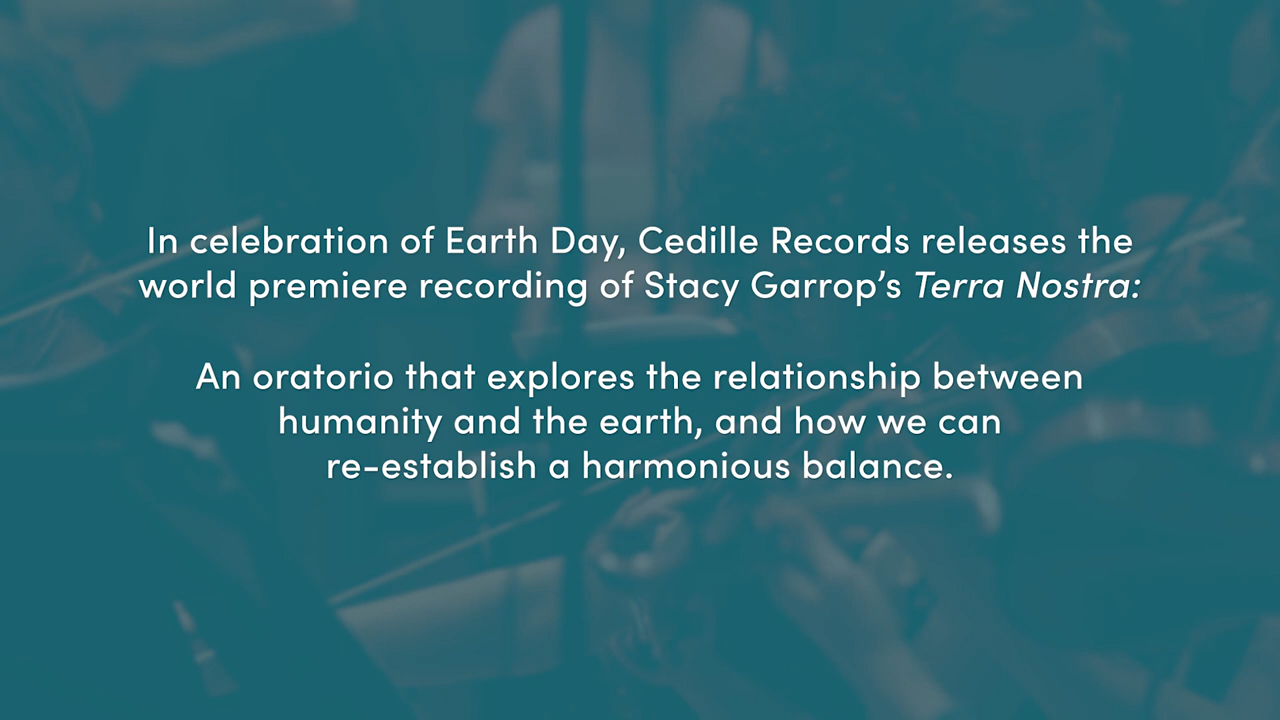 In celebration of Earth Day, Cedille Records releases the
world premiere recording of Stacy Garrop’s Terra Nostra:
An oratorio that explores the relationship between
humanity and the earth, and how we can
re-establish a harmonious balance.